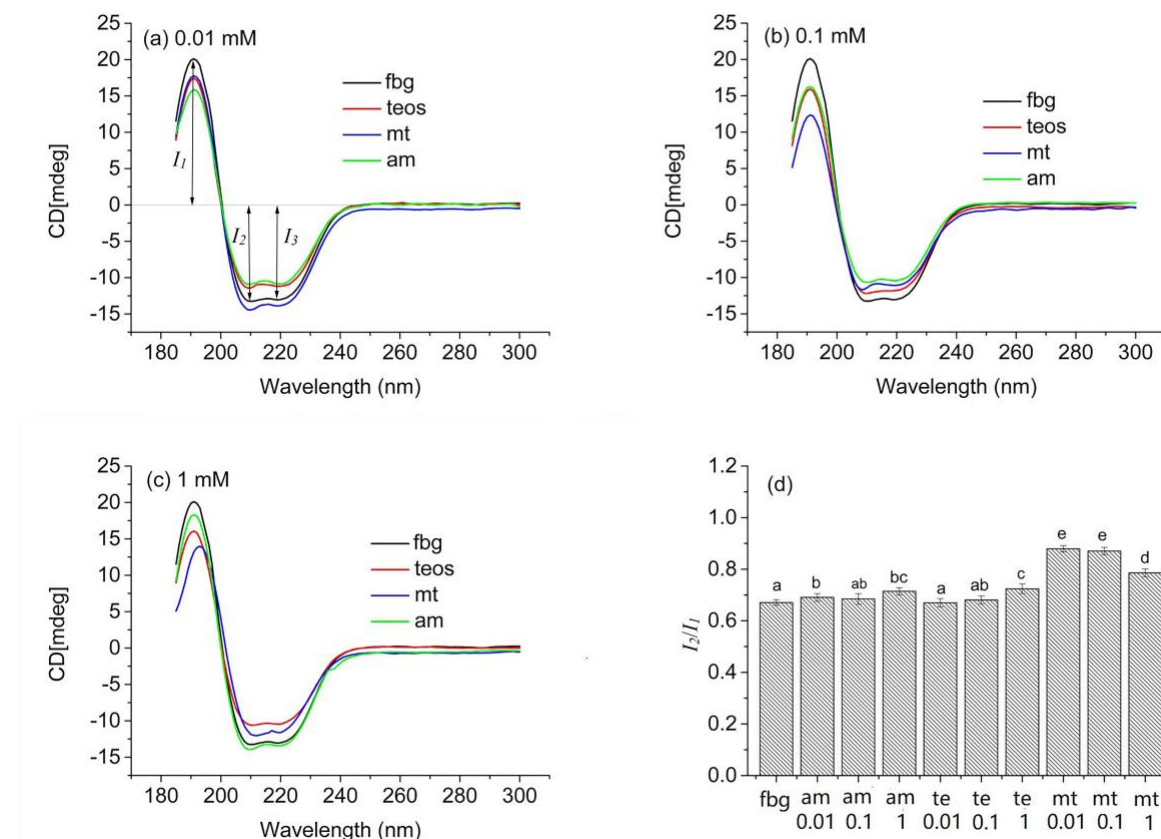 (a) 0.01 mM
25
20
15
10
5
0
-5
-10
-15
CD[mdeg]
I1
I2
I3
fbg
teos
mt
am
180 200 220 240 260 280 300
Wavelength (nm)
(b) 0.1 mM
25
20
15
10
5
0
-5
-10
-15
CD[mdeg]
fbg
teos
mt
am
180 200 220 240 260 280 300
Wavelength (nm)
(c) 1 mM
25
20
15
10
5
0
-5
-10
-15
CD[mdeg]
fbg
teos
mt
am
180 200 220 240 260 280 300
Wavelength (nm)
(d)
1.2
1.0
0.8
0.6
0.4
0.2
0.0
I2/I1
a b ab bc a ab c e e d
fbg am am am te te te mt mt mt
0.01 0.1 1 0.01 0.1 1 0.01 0.1 1